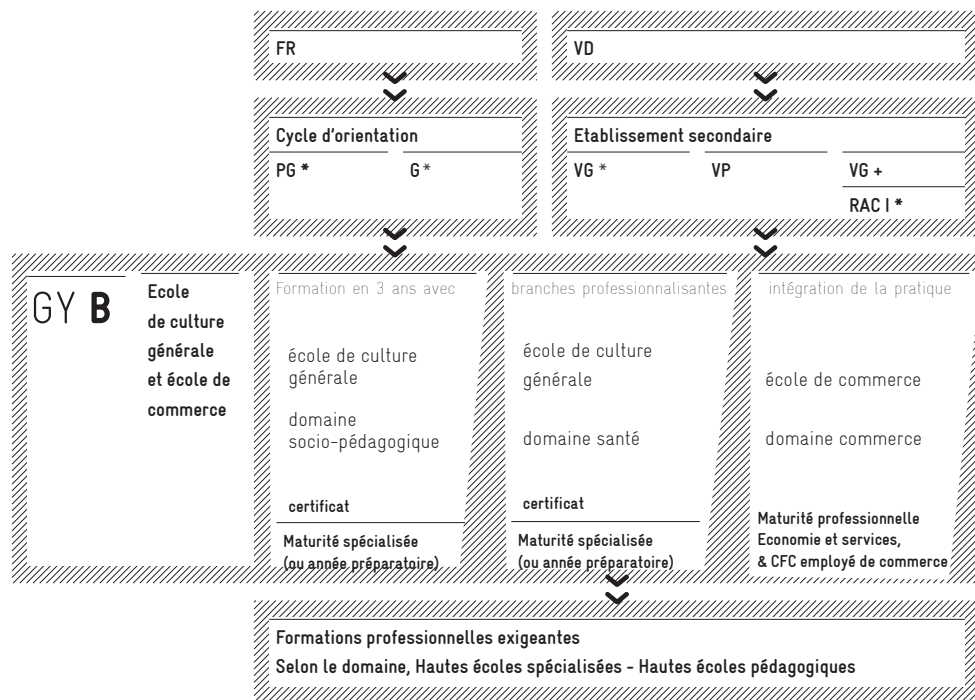 FR
VD
Cycle d'orientation
PG *
G *
Etablissement secondaire
VG *
VP
VG +
RAC I *
GY B
Ecole
de culture
générale
et école de
commerce
Formation en 3 ans avec
branches professionnalisantes
intégration de la pratique
école de culture
générale
domaine
socio-pédagogique
certificat
Maturité spécialisée
(ou année préparatoire)
école de culture
générale
domaine santé
certificat
Maturité spécialisée
(ou année préparatoire)
école de commerce
domaine commerce
Maturité professionnelle
Economie et services,
& CFC employé de commerce
Formations professionnelles exigeantes
Selon le domaine, Hautes écoles spécialisées - Hautes écoles pédagogiques